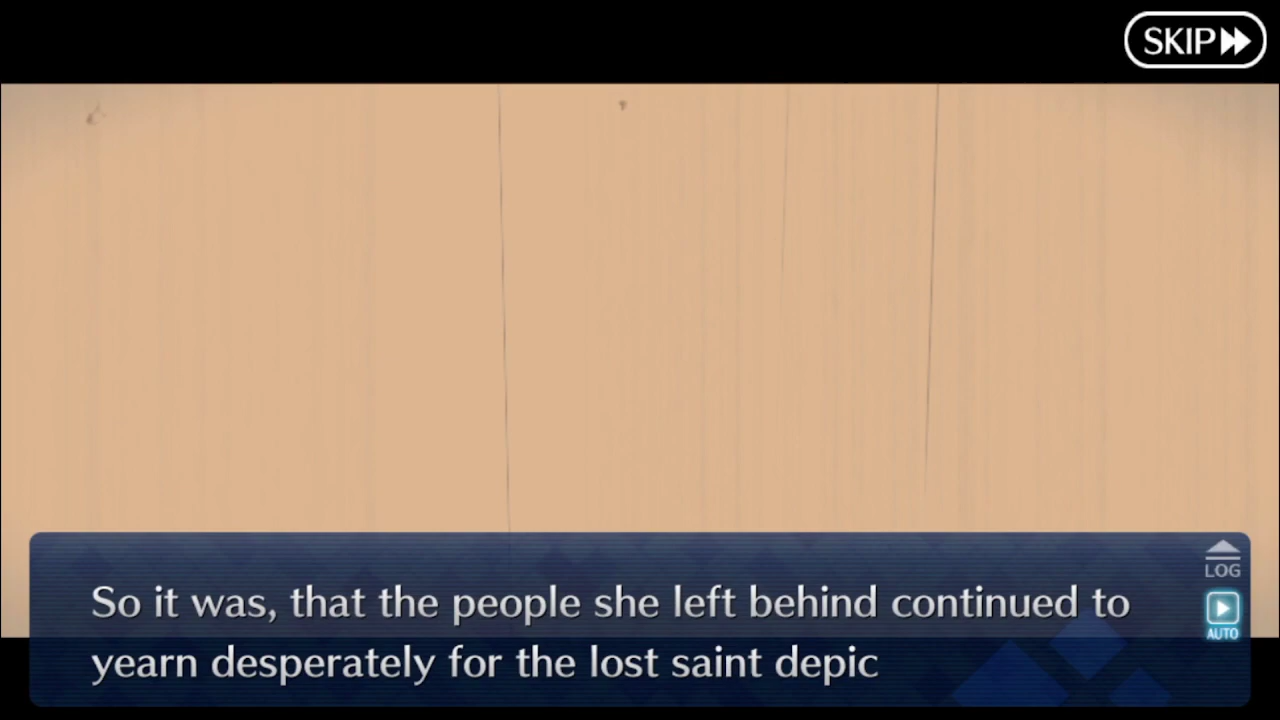 SKIP
So it was, that the people she left behind continued to
yearn desperately for the lost saint depic
LOG
AUTO